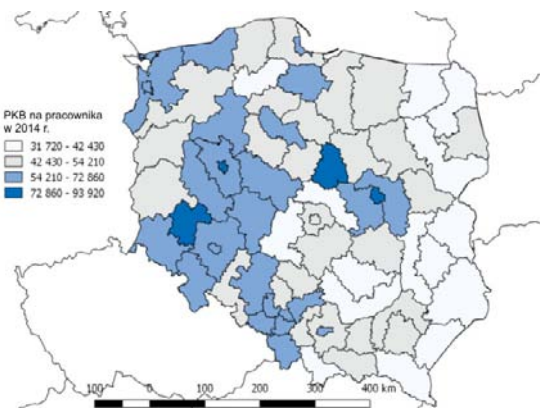 PKB na pracownika
w 2014 r.
31 720 - 42 430
42 430 - 54 210
54 210 - 72 860
72 860 - 93 920
100 0 100 200 300 400 km